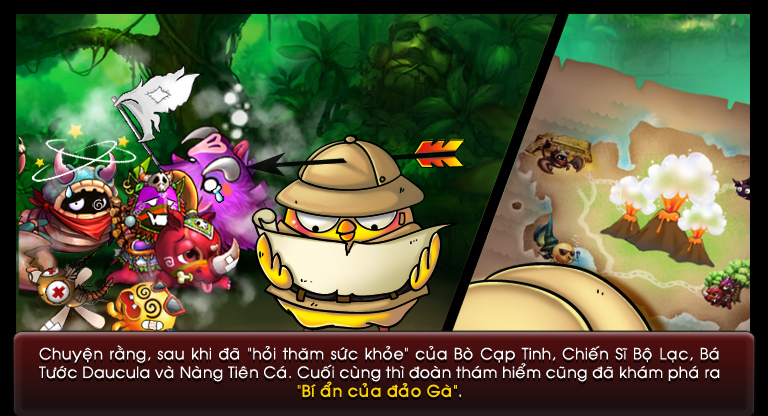 Chuyện rằng, sau khi đã "hỏi thăm sức khỏe" của Bò Cạp Tinh, Chiến Sĩ Bộ Lạc, Bá
Tước Daucula và Nàng Tiên Cá. Cuối cùng thì đoàn thám hiểm cũng đã khám phá ra
"Bí ẩn của đảo Gà".